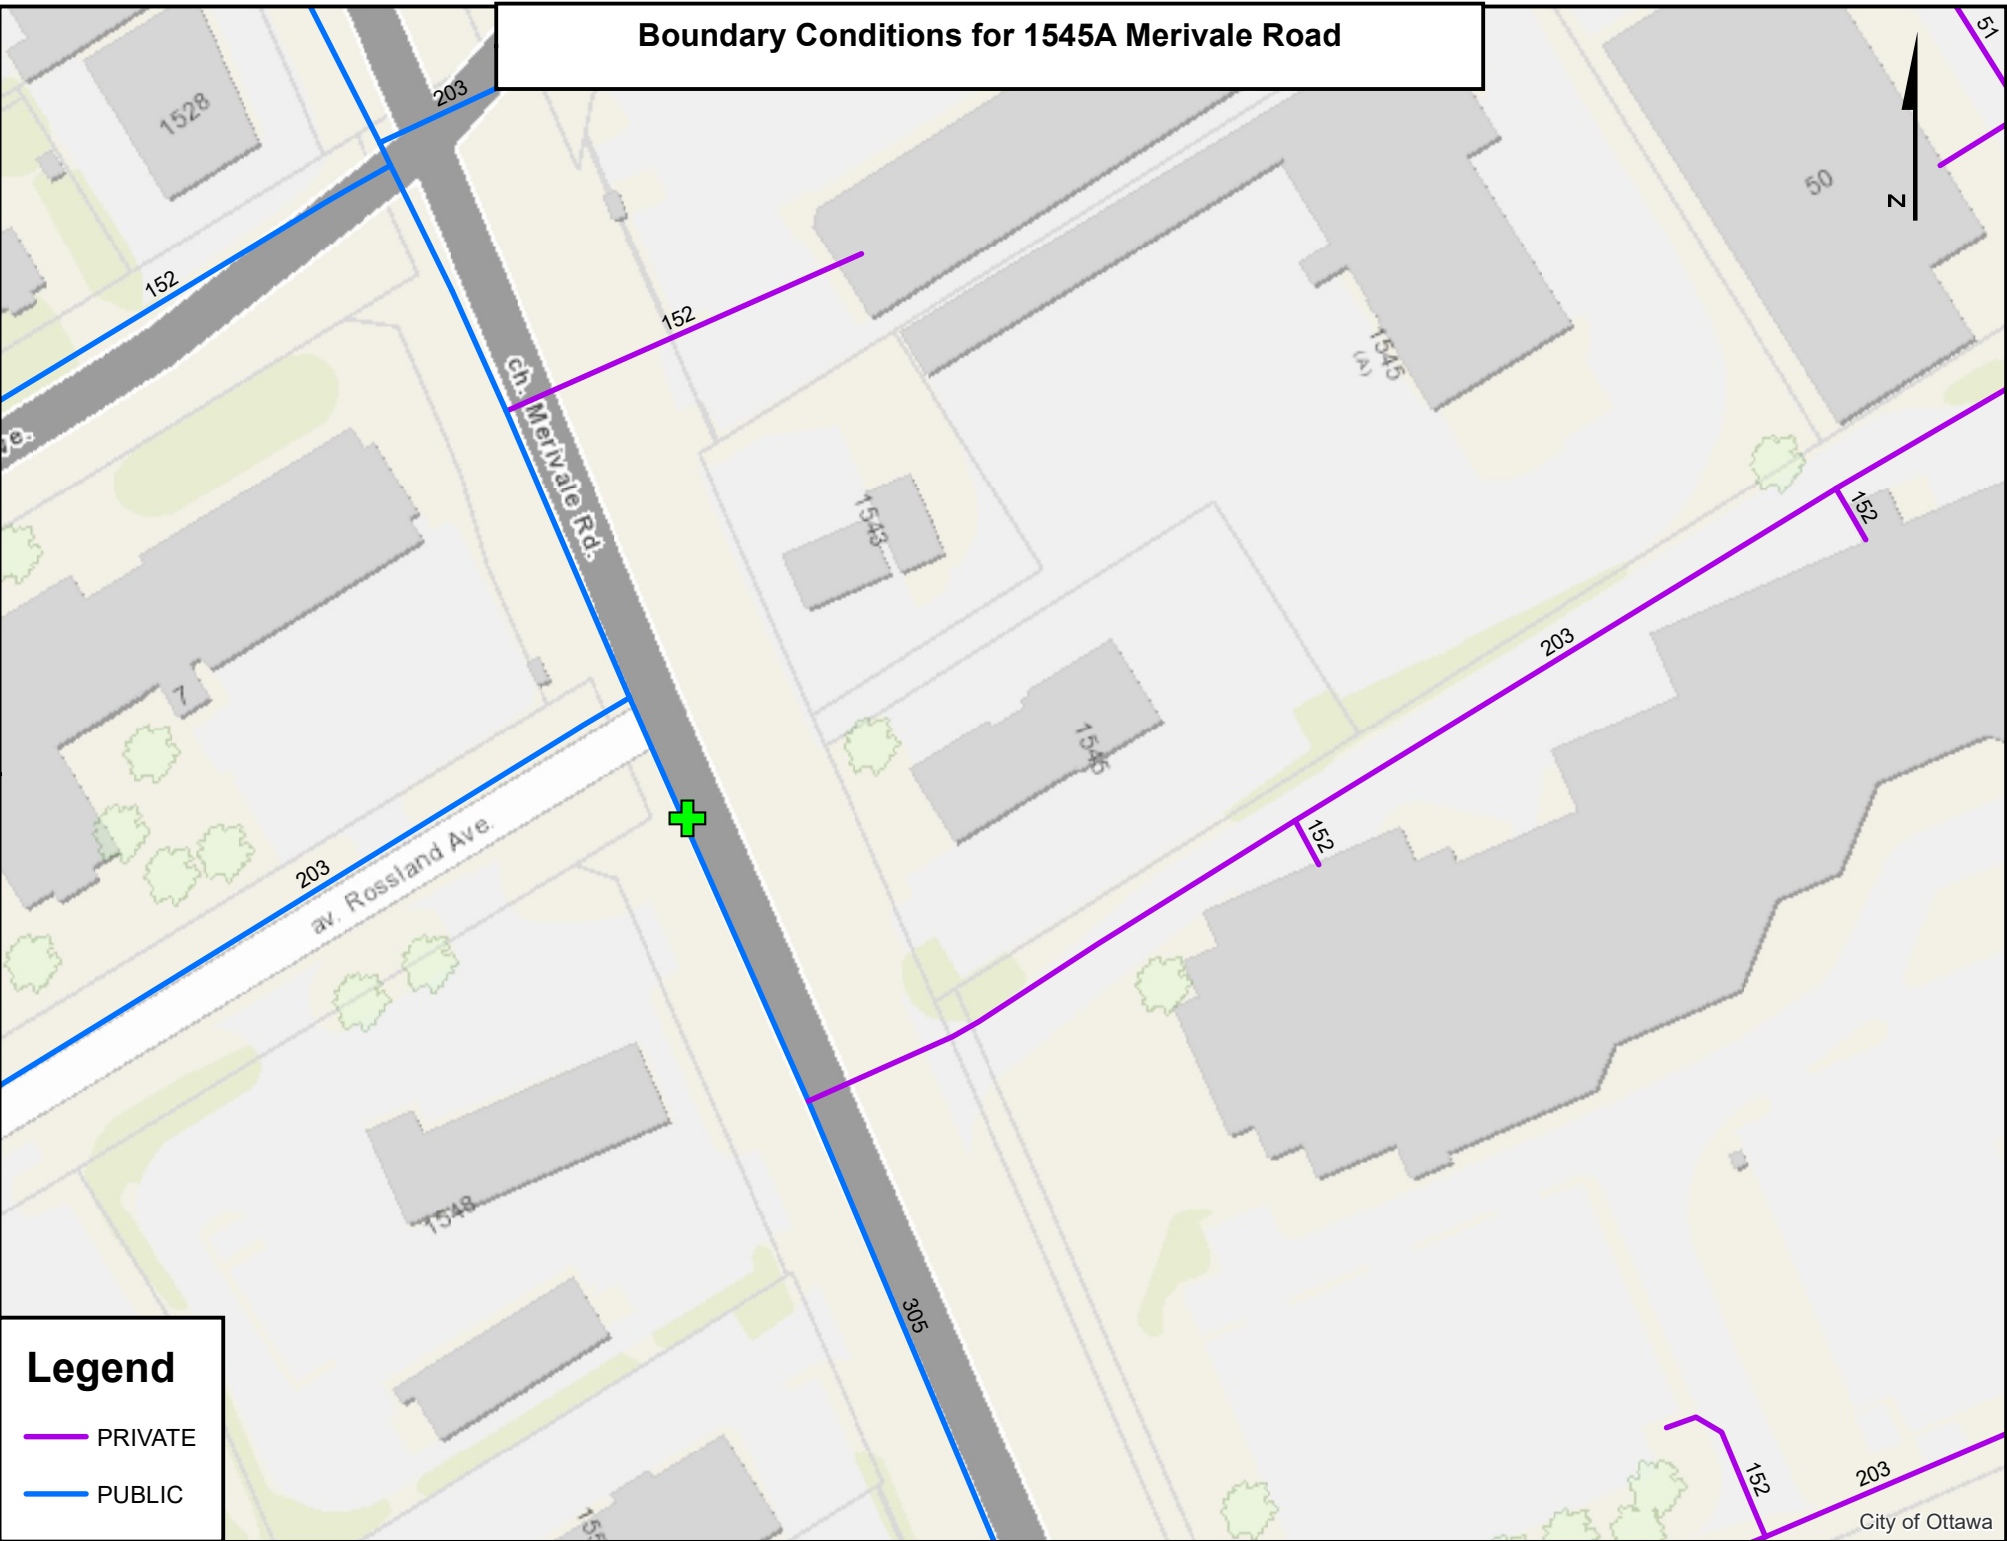 Boundary Conditions for 1545A Merivale Road
51
203
1528
50
N
152
152
ch. Merivale Rd.
1545
(A)
ve.
1543
152
203
7
1545
152
203
av. Rossland Ave.
1548
305
Legend
PRIVATE
PUBLIC
152
203
City of Ottawa